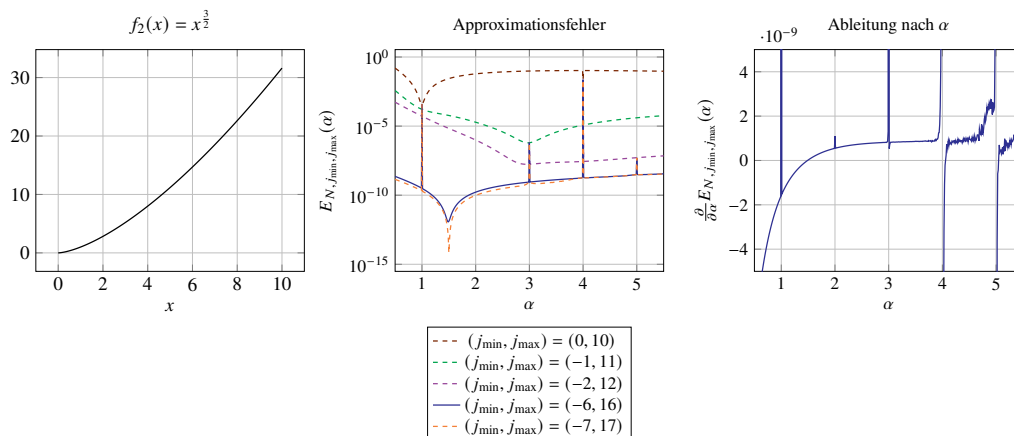 f₂(x) = x^{3/2}
30
20
10
0
0 2 4 6 8 10
x
Approximationsfehler
10^0
10^{−5}
10^{−10}
10^{−15}
E_{N, j_min, j_max}(α)
1 2 3 4 5
α
Ableitung nach α
·10^{−9}
4
2
0
−2
−4
∂/∂α E_{N, j_min, j_max}(α)
1 2 3 4 5
α
(j_min, j_max) = (0, 10)
(j_min, j_max) = (−1, 11)
(j_min, j_max) = (−2, 12)
(j_min, j_max) = (−6, 16)
(j_min, j_max) = (−7, 17)